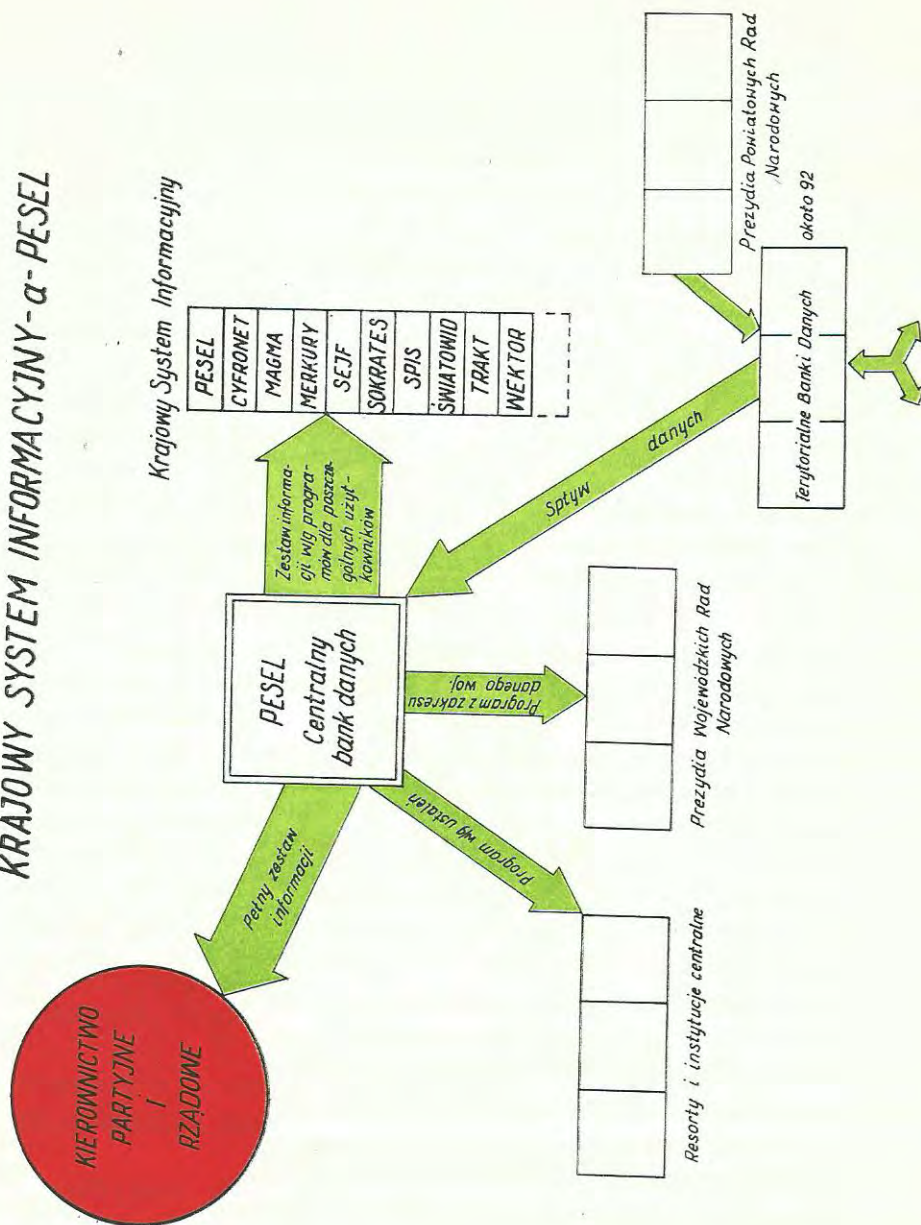 KRAJOWY SYSTEM INFORMACYJNY-α-PESEL
KIEROWNICTWO
PARTYJNE
I
RZĄDOWE
Pełny zestaw
informacji
PESEL
Centralny
bank danych
Zestaw informa-
cji wlg progra-
mów dla poszcze-
gólnych użyt-
kowników
Krajowy System Informacyjny
PESEL
CYFRONET
MAGMA
MERKURY
SEJF
SOKRATES
SPIS
ŚWIATOWID
TRAKT
WEKTOR
Program wg ustaleń
Program z zakresu
danego woj.
Spływ danych
Resorty i instytucje centralne
Prezydia Wojewódzkich Rad
Narodowych
Terytorialne Banki Danych
około 92
Prezydia Powiatowych Rad
Narodowych